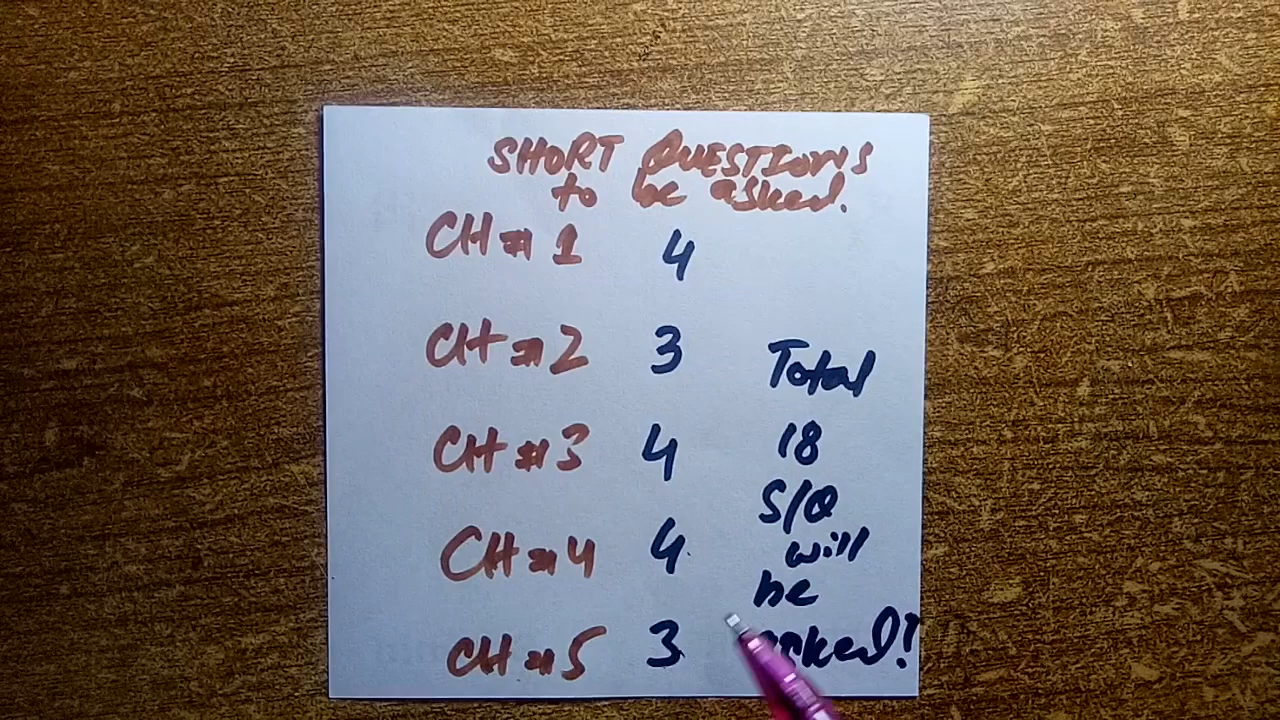 SHORT QUESTIONS
to be asked.
CH # 1 4
CH # 2 3
Total
CH # 3 4
18
S/Q
will
CH # 4 4
be
CH # 5 3
asked!